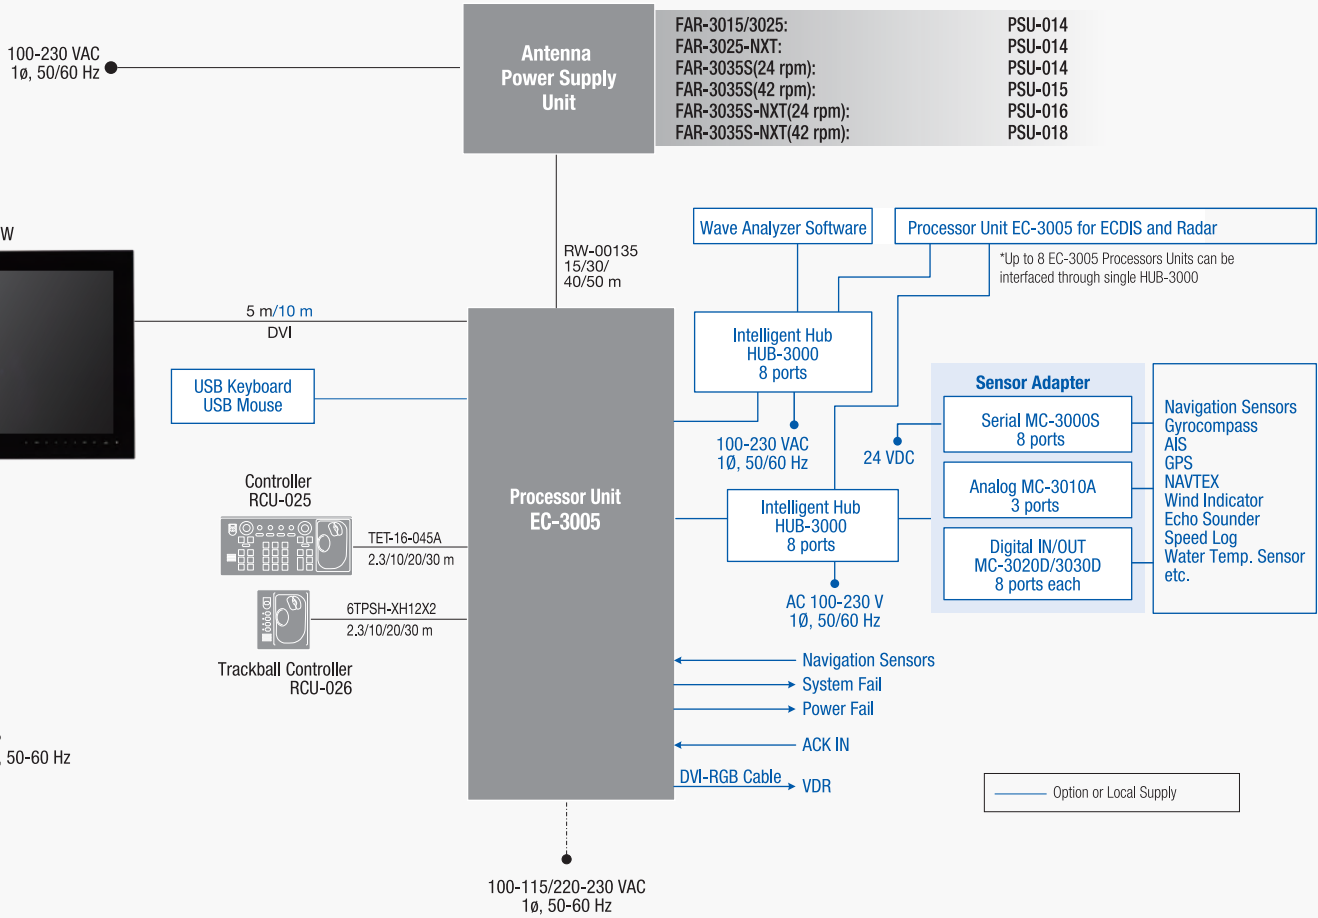 100-230 VAC
1ø, 50/60 Hz
Antenna
Power Supply
Unit
FAR-3015/3025: PSU-014
FAR-3025-NXT: PSU-014
FAR-3035S(24 rpm): PSU-014
FAR-3035S(42 rpm): PSU-015
FAR-3035S-NXT(24 rpm): PSU-016
FAR-3035S-NXT(42 rpm): PSU-018
W
RW-00135
15/30/
40/50 m
Wave Analyzer Software
Processor Unit EC-3005 for ECDIS and Radar
*Up to 8 EC-3005 Processors Units can be
interfaced through single HUB-3000
5 m/10 m
DVI
USB Keyboard
USB Mouse
Intelligent Hub
HUB-3000
8 ports
100-230 VAC
1Ø, 50/60 Hz
24 VDC
Sensor Adapter
Serial MC-3000S
8 ports
Analog MC-3010A
3 ports
Digital IN/OUT
MC-3020D/3030D
8 ports each
Navigation Sensors
Gyrocompass
AIS
GPS
NAVTEX
Wind Indicator
Echo Sounder
Speed Log
Water Temp. Sensor
etc.
Controller
RCU-025
TET-16-045A
2.3/10/20/30 m
Processor Unit
EC-3005
Intelligent Hub
HUB-3000
8 ports
AC 100-230 V
1Ø, 50/60 Hz
6TPSH-XH12X2
2.3/10/20/30 m
Trackball Controller
RCU-026
Navigation Sensors
System Fail
Power Fail
ACK IN
DVI-RGB Cable
VDR
, 50-60 Hz
Option or Local Supply
100-115/220-230 VAC
1ø, 50-60 Hz